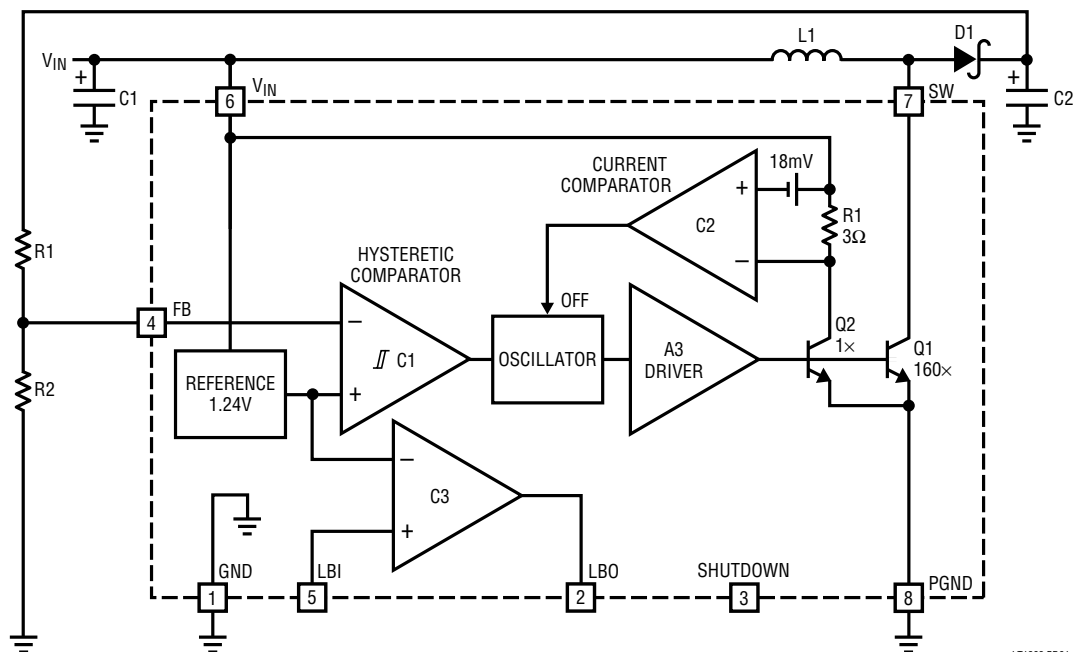 L1
D1
VIN
+
C1
6
VIN
7
SW
+
C2
CURRENT
COMPARATOR
18mV
+
C2
−
R1
3Ω
R1
HYSTERETIC
COMPARATOR
OFF
4
FB
−
C1
+
OSCILLATOR
A3
DRIVER
Q2
1×
Q1
160×
REFERENCE
1.24V
R2
−
C3
+
GND
1
LBI
5
LBO
2
SHUTDOWN
3
PGND
8